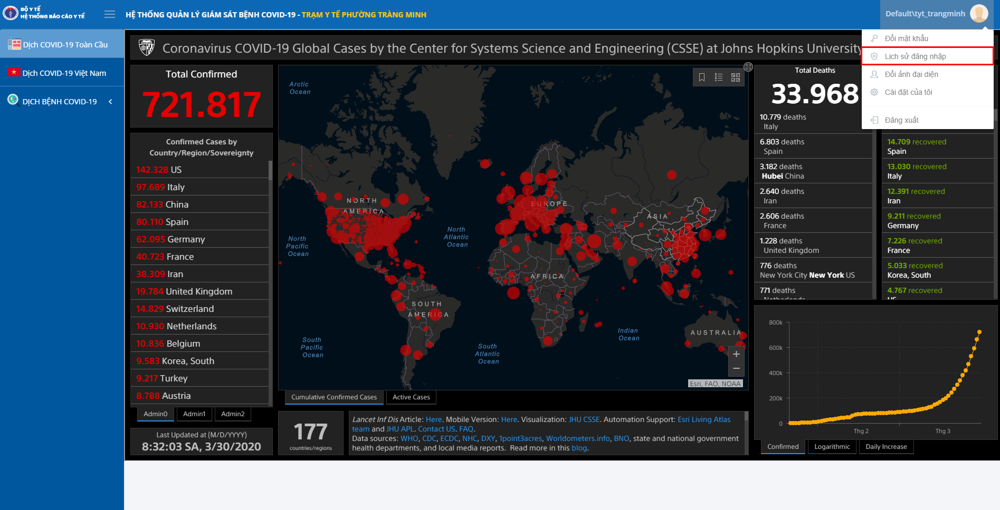 BỘ Y TẾ
HỆ THỐNG BÁO CÁO Y TẾ
HỆ THỐNG QUẢN LÝ GIÁM SÁT BỆNH COVID-19 - TRẠM Y TẾ PHƯỜNG TRÀNG MINH
Default\tyt_trangminh
Đổi mật khẩu
Lịch sử đăng nhập
Đổi ảnh đại diện
Cài đặt của tôi
Đăng xuất
Dịch COVID-19 Toàn Cầu
Dịch COVID-19 Việt Nam
DỊCH BỆNH COVID-19
Coronavirus COVID-19 Global Cases by the Center for Systems Science and Engineering (CSSE) at Johns Hopkins University
Total Confirmed
721.817
Confirmed Cases by
Country/Region/Sovereignty
142.328 US
97.689 Italy
82.133 China
80.110 Spain
62.095 Germany
40.723 France
38.309 Iran
19.784 United Kingdom
14.829 Switzerland
10.930 Netherlands
10.836 Belgium
9.583 Korea, South
9.217 Turkey
8.788 Austria
Admin0
Admin1
Admin2
Last Updated at (M/D/YYYY)
8:32:03 SA, 3/30/2020
Arctic
Ocean
NORTH
AMERICA
EUROPE
ASIA
North
Atlantic
Ocean
North
Pacific
Ocean
AFRICA
SOUTH
AMERICA
Indian
Ocean
AUSTRALIA
South
Pacific
Ocean
South
Atlantic
Ocean
+
−
Esri, FAO, NOAA
Cumulative Confirmed Cases
Active Cases
177
countries/regions
Lancet Inf Dis Article: Here. Mobile Version: Here. Visualization: JHU CSSE. Automation Support: Esri Living Atlas
team and JHU APL. Contact US. FAQ.
Data sources: WHO, CDC, ECDC, NHC, DXY, 1point3acres, Worldometers.info, BNO, state and national government
health departments, and local media reports. Read more in this blog.
Total Deaths
33.968
10.779 deaths
Italy
6.803 deaths
Spain
3.182 deaths
Hubei China
2.640 deaths
Iran
2.606 deaths
France
1.228 deaths
United Kingdom
776 deaths
New York City New York US
771 deaths
Netherlands
14.709 recovered
Spain
13.030 recovered
Italy
12.391 recovered
Iran
9.211 recovered
Germany
7.226 recovered
France
5.033 recovered
Korea, South
4.767 recovered
US
800k
600k
400k
200k
0
Thg 2
Thg 3
Confirmed
Logarithmic
Daily Increase